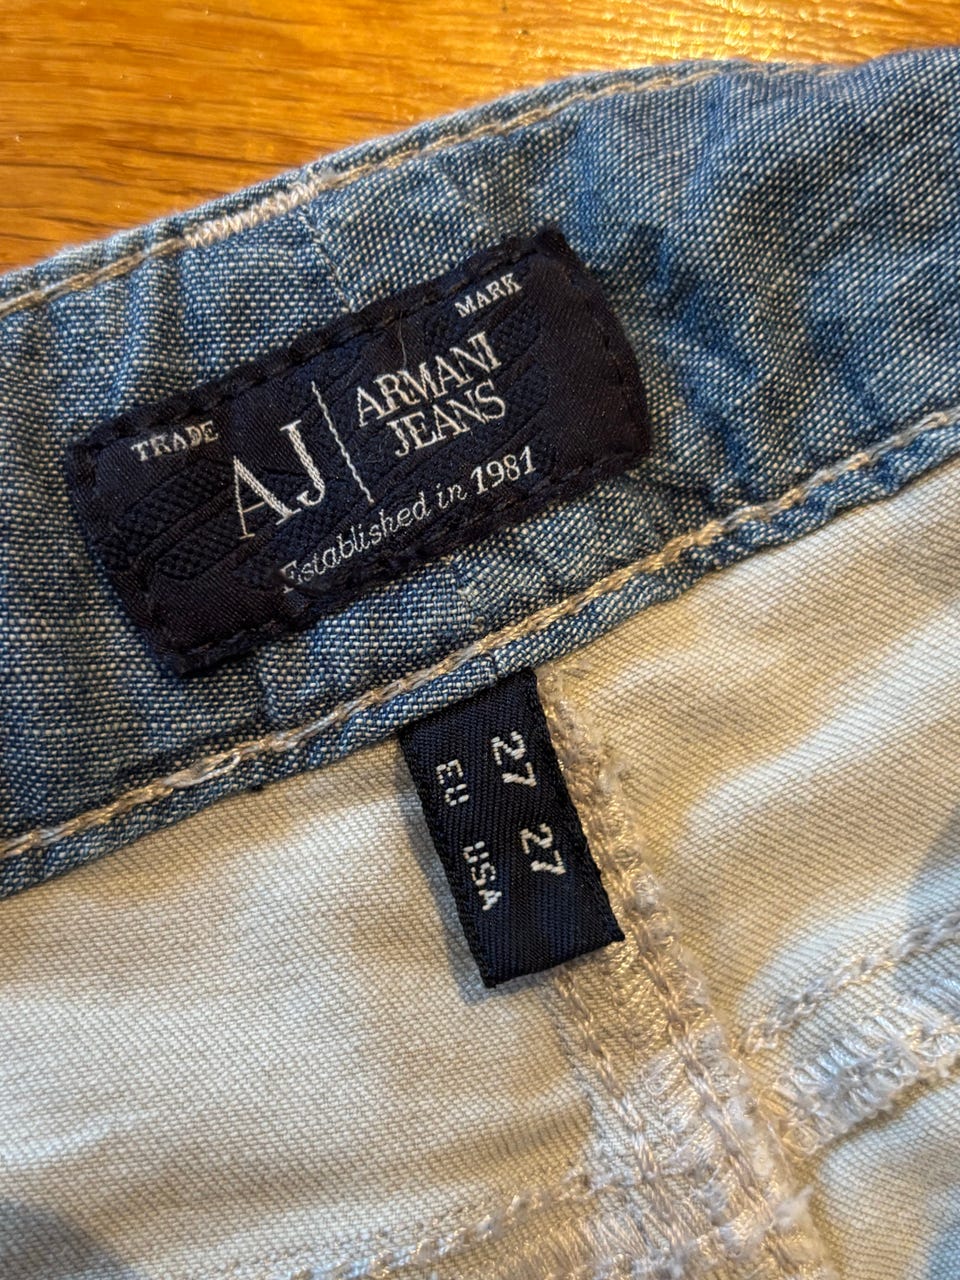 TRADE MARK
AJ ARMANI
JEANS
Established in 1981
27 27
EU USA